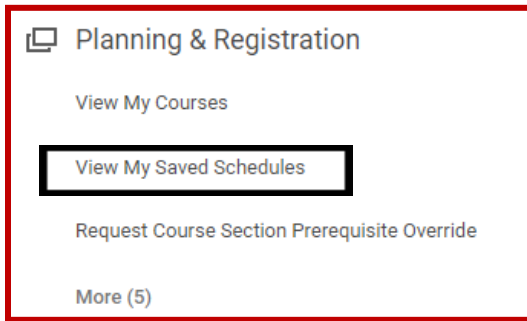 Planning & Registration
View My Courses
View My Saved Schedules
Request Course Section Prerequisite Override
More (5)